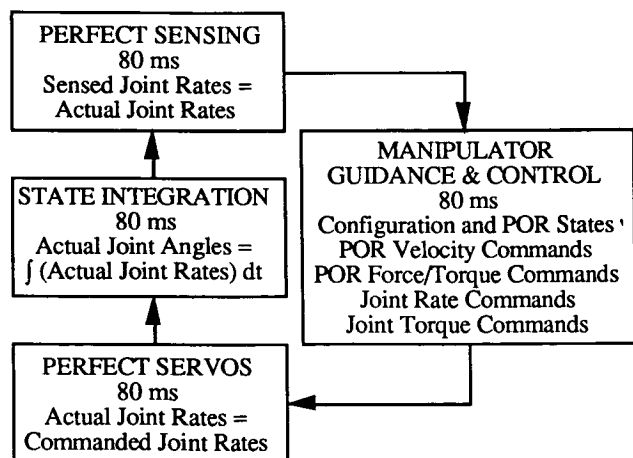 PERFECT SENSING
80 ms
Sensed Joint Rates =
Actual Joint Rates
MANIPULATOR
GUIDANCE & CONTROL
80 ms
Configuration and POR States
POR Velocity Commands
POR Force/Torque Commands
Joint Rate Commands
Joint Torque Commands
STATE INTEGRATION
80 ms
Actual Joint Angles =
∫ (Actual Joint Rates) dt
PERFECT SERVOS
80 ms
Actual Joint Rates =
Commanded Joint Rates